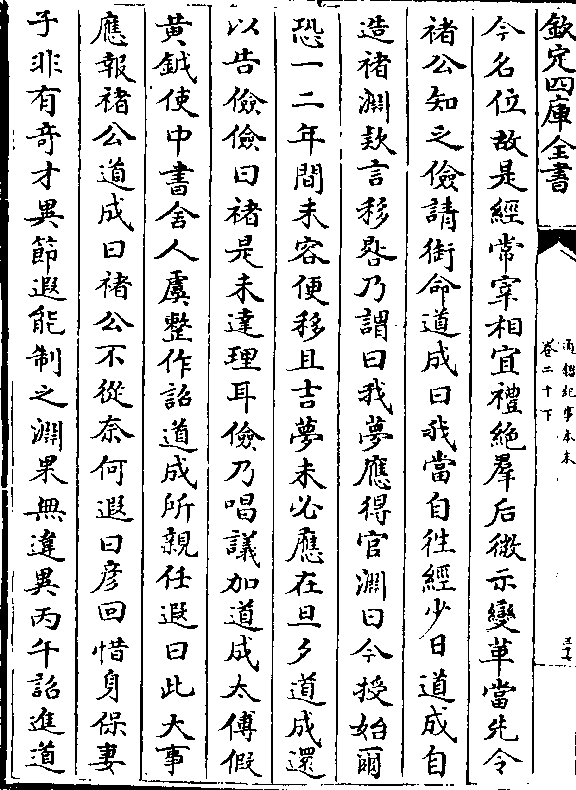 欽定四庫全書
通鑑紀事本末
卷二十下
今名位故是經常宰相宜禮絶羣后微示變革當先令
褚公知之儉請銜命道成曰我當自往經少日道成自
造褚淵款言移晷乃謂曰我夢應得官淵曰今授始爾
恐一二年間未容便移且吉夢未必應在旦夕道成還
以告儉儉曰褚是未達理耳儉乃唱議加道成太傅假
黄鉞使中書舍人虞整作詔道成所親任遐曰此大事
應報褚公道成曰褚公不從奈何遐曰彦回惜身保妻
子非有竒才異節遐能制之淵果無違異丙午詔進道